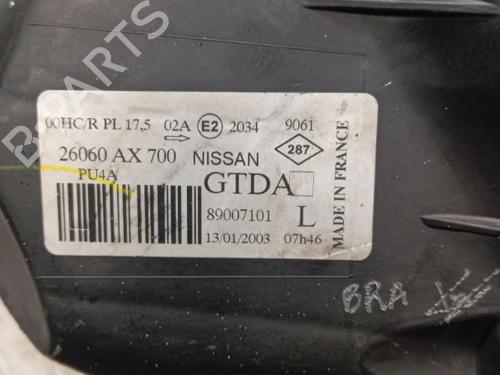 00HC/R PL 17,5 02A E2 2034 9061
26060 AX 700 NISSAN 287
PU4A GTDA
89007101 L
13/01/2003 07h46
MADE IN FRANCE
BRA